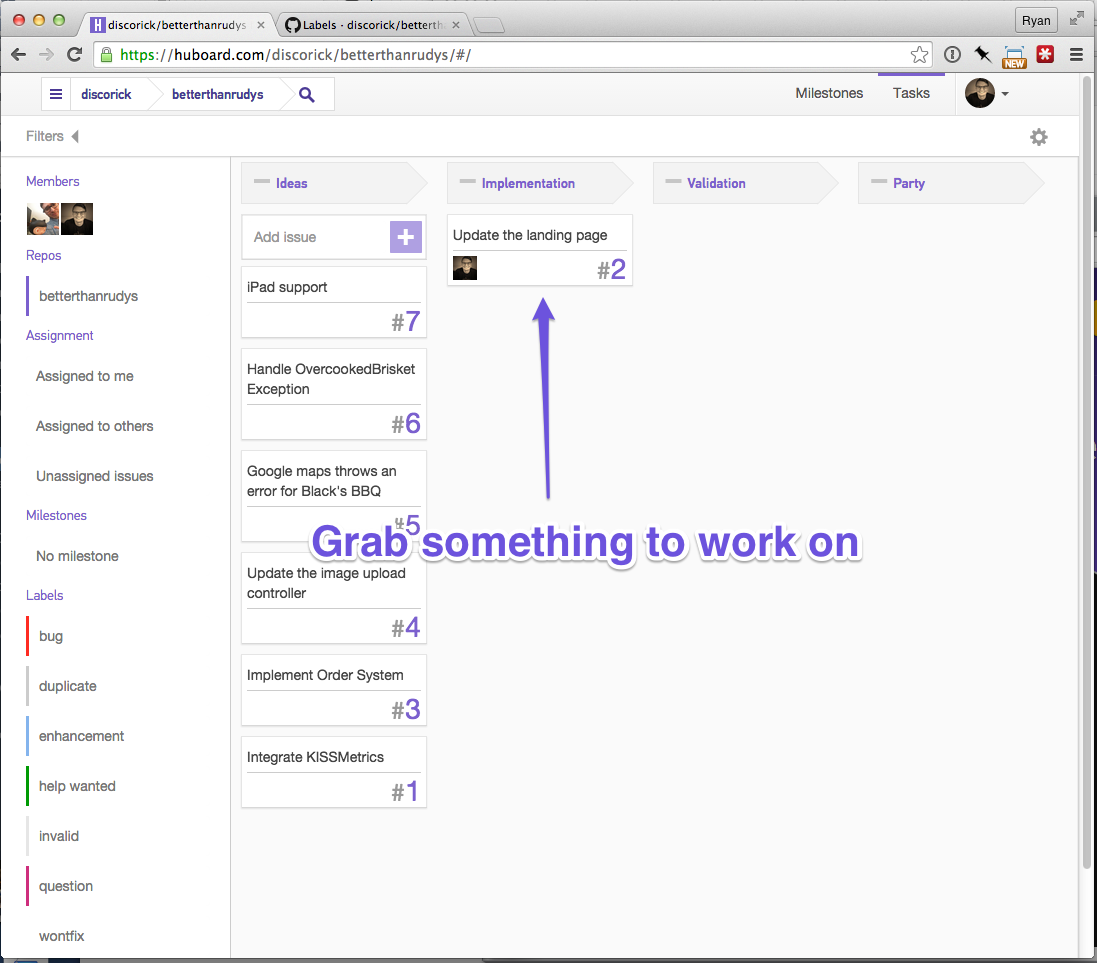 discorick/betterthanrudys
Labels · discorick/betterth
Ryan
https://huboard.com/discorick/betterthanrudys/#/
NEW
discorick
betterthanrudys
Milestones
Tasks
Filters
Members
Repos
betterthanrudys
Assignment
Assigned to me
Assigned to others
Unassigned issues
Milestones
No milestone
Labels
bug
duplicate
enhancement
help wanted
invalid
question
wontfix
Ideas
Implementation
Validation
Party
Add issue
iPad support
#7
Handle OvercookedBrisket
Exception
#6
Google maps throws an
error for Black's BBQ
#5
Update the image upload
controller
#4
Implement Order System
#3
Integrate KISSMetrics
#1
Update the landing page
#2
Grab something to work on